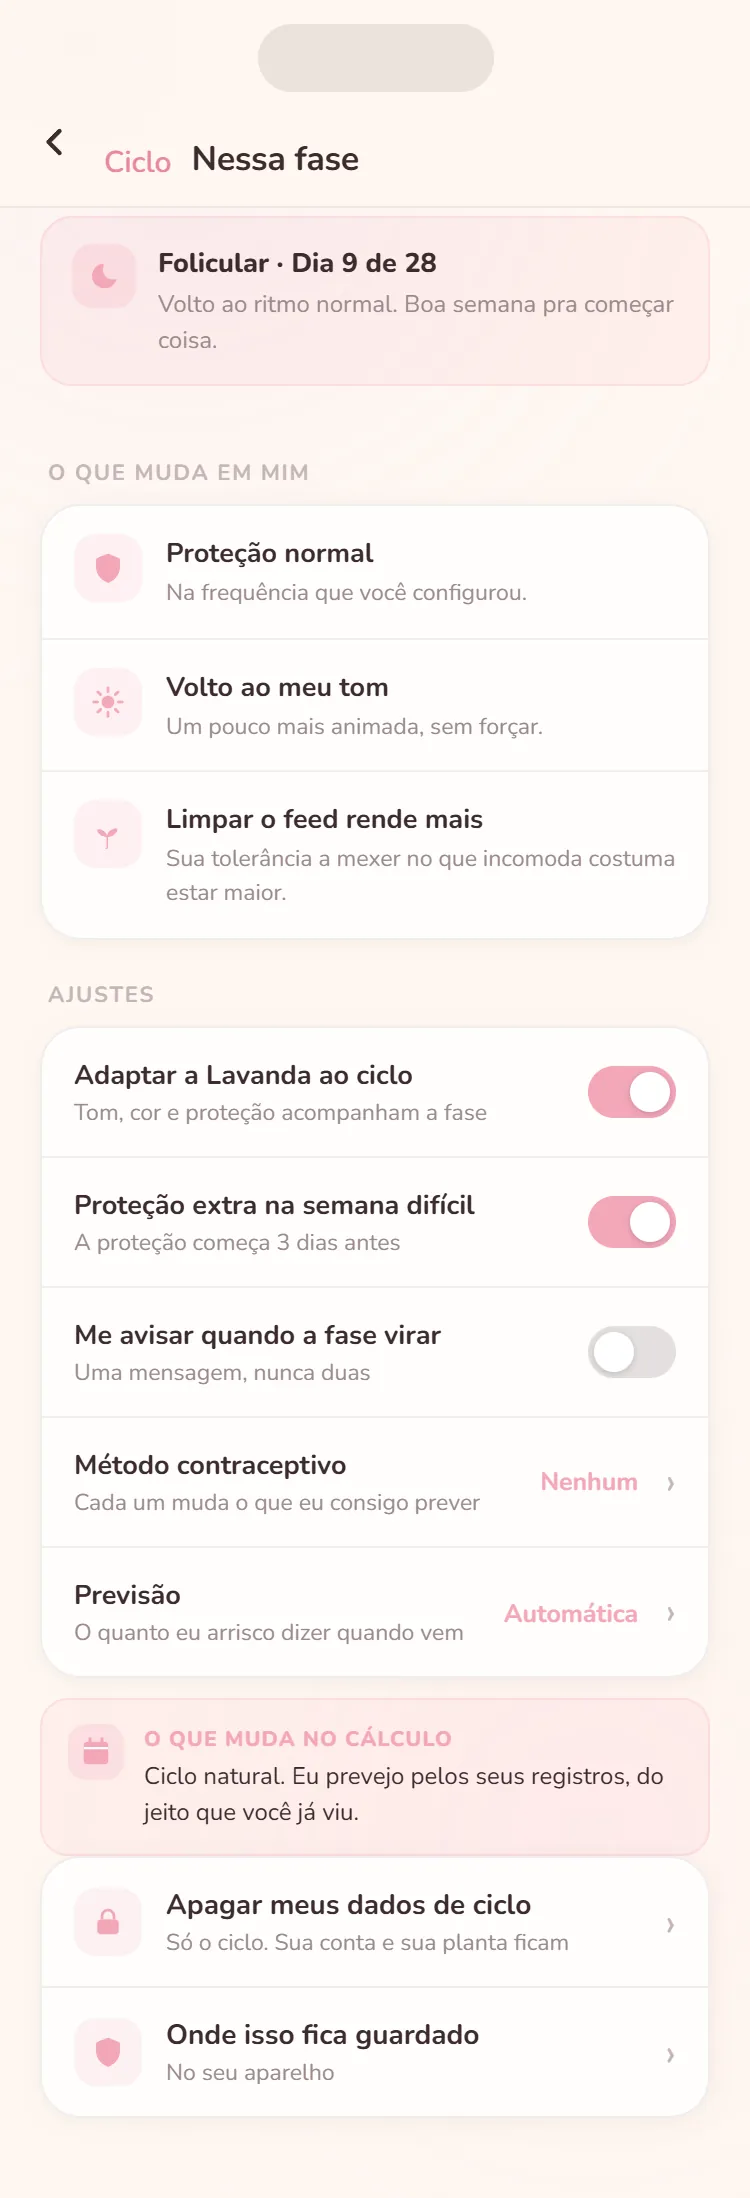 Ciclo Nessa fase
Folicular · Dia 9 de 28
Volto ao ritmo normal. Boa semana pra começar
coisa.
O QUE MUDA EM MIM
Proteção normal
Na frequência que você configurou.
Volto ao meu tom
Um pouco mais animada, sem forçar.
Limpar o feed rende mais
Sua tolerância a mexer no que incomoda costuma
estar maior.
AJUSTES
Adaptar a Lavanda ao ciclo
Tom, cor e proteção acompanham a fase
Proteção extra na semana difícil
A proteção começa 3 dias antes
Me avisar quando a fase virar
Uma mensagem, nunca duas
Método contraceptivo
Nenhum
Cada um muda o que eu consigo prever
Previsão
Automática
O quanto eu arrisco dizer quando vem
O QUE MUDA NO CÁLCULO
Ciclo natural. Eu prevejo pelos seus registros, do
jeito que você já viu.
Apagar meus dados de ciclo
Só o ciclo. Sua conta e sua planta ficam
Onde isso fica guardado
No seu aparelho